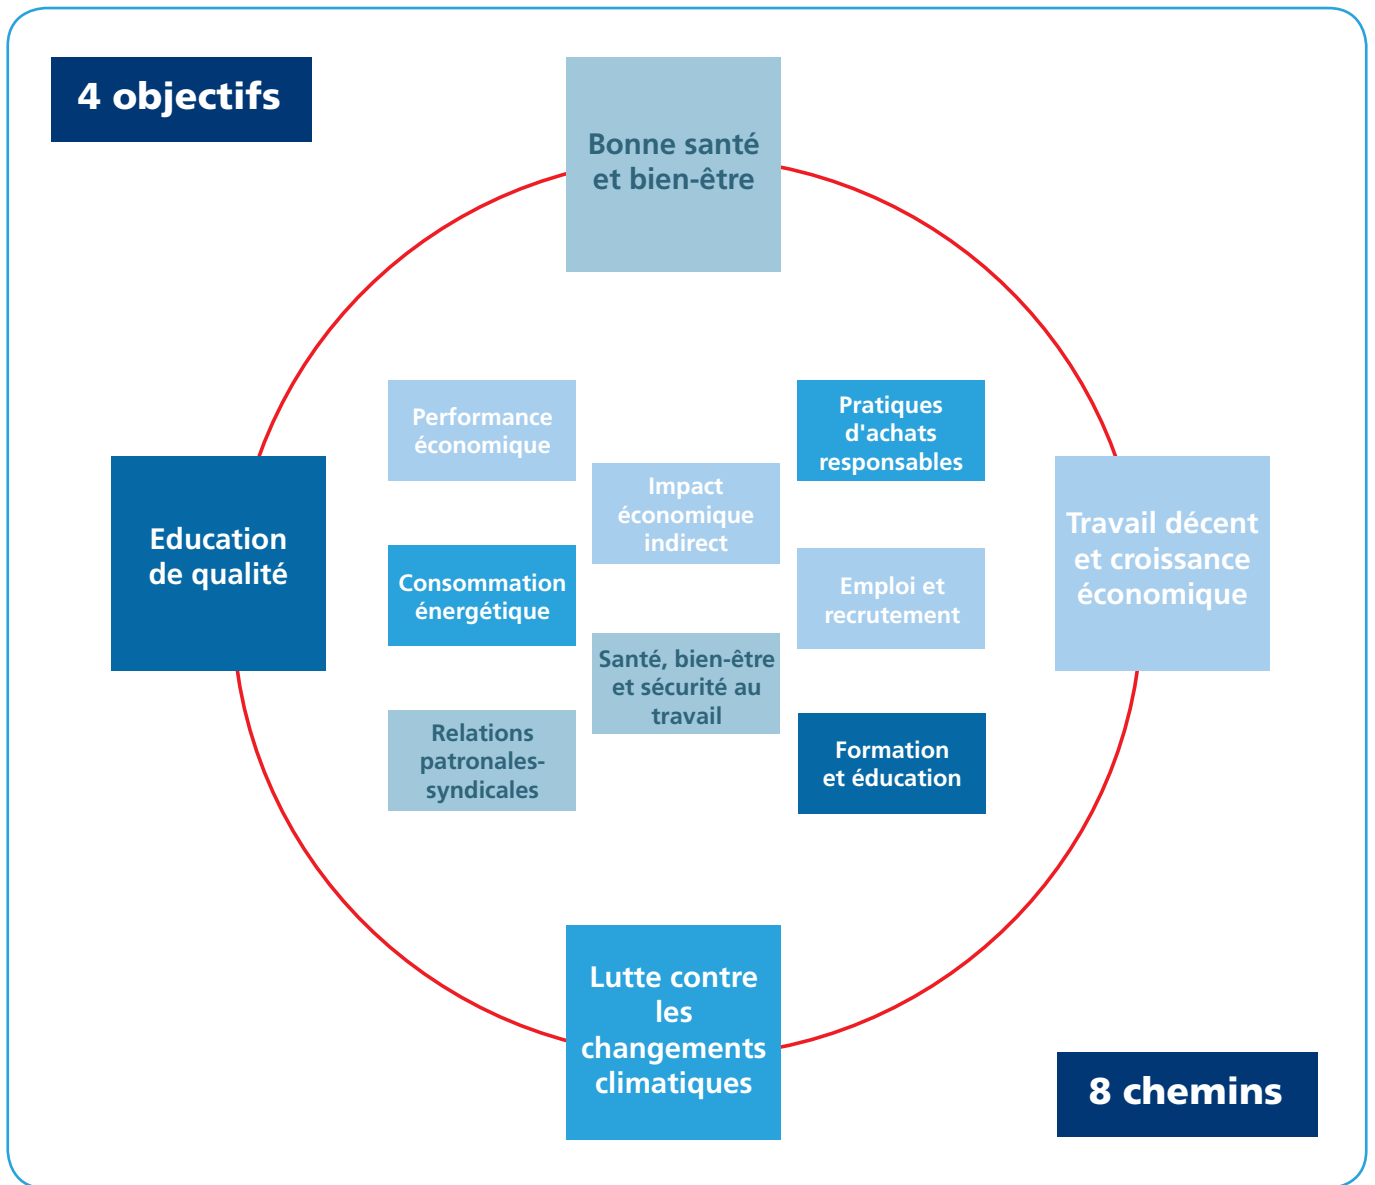 4 objectifs
Bonne santé
et bien-être
Performance
économique
Pratiques
d'achats
responsables
Impact
économique
indirect
Education
de qualité
Travail décent
et croissance
économique
Consommation
énergétique
Emploi et
recrutement
Santé, bien-être
et sécurité au
travail
Relations
patronales-
syndicales
Formation
et éducation
Lutte contre
les
changements
climatiques
8 chemins